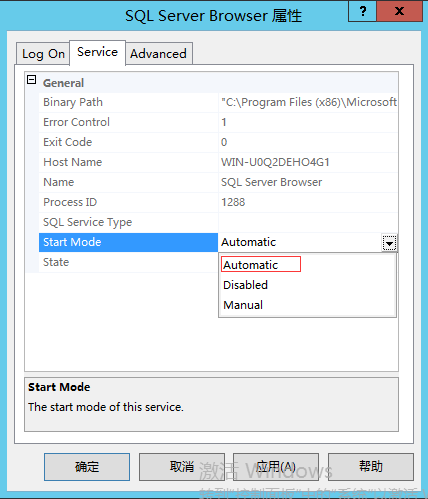 SQL Server Browser 属性
?
x
Log On
Service
Advanced
General
Binary Path "C:\Program Files (x86)\Microsoft
Error Control 1
Exit Code 0
Host Name WIN-U0Q2DEHO4G1
Name SQL Server Browser
Process ID 1288
SQL Service Type
Start Mode Automatic
State
Automatic
Disabled
Manual
Start Mode
The start mode of this service.
激活 Windows
确定 取消 应用(A) 帮助